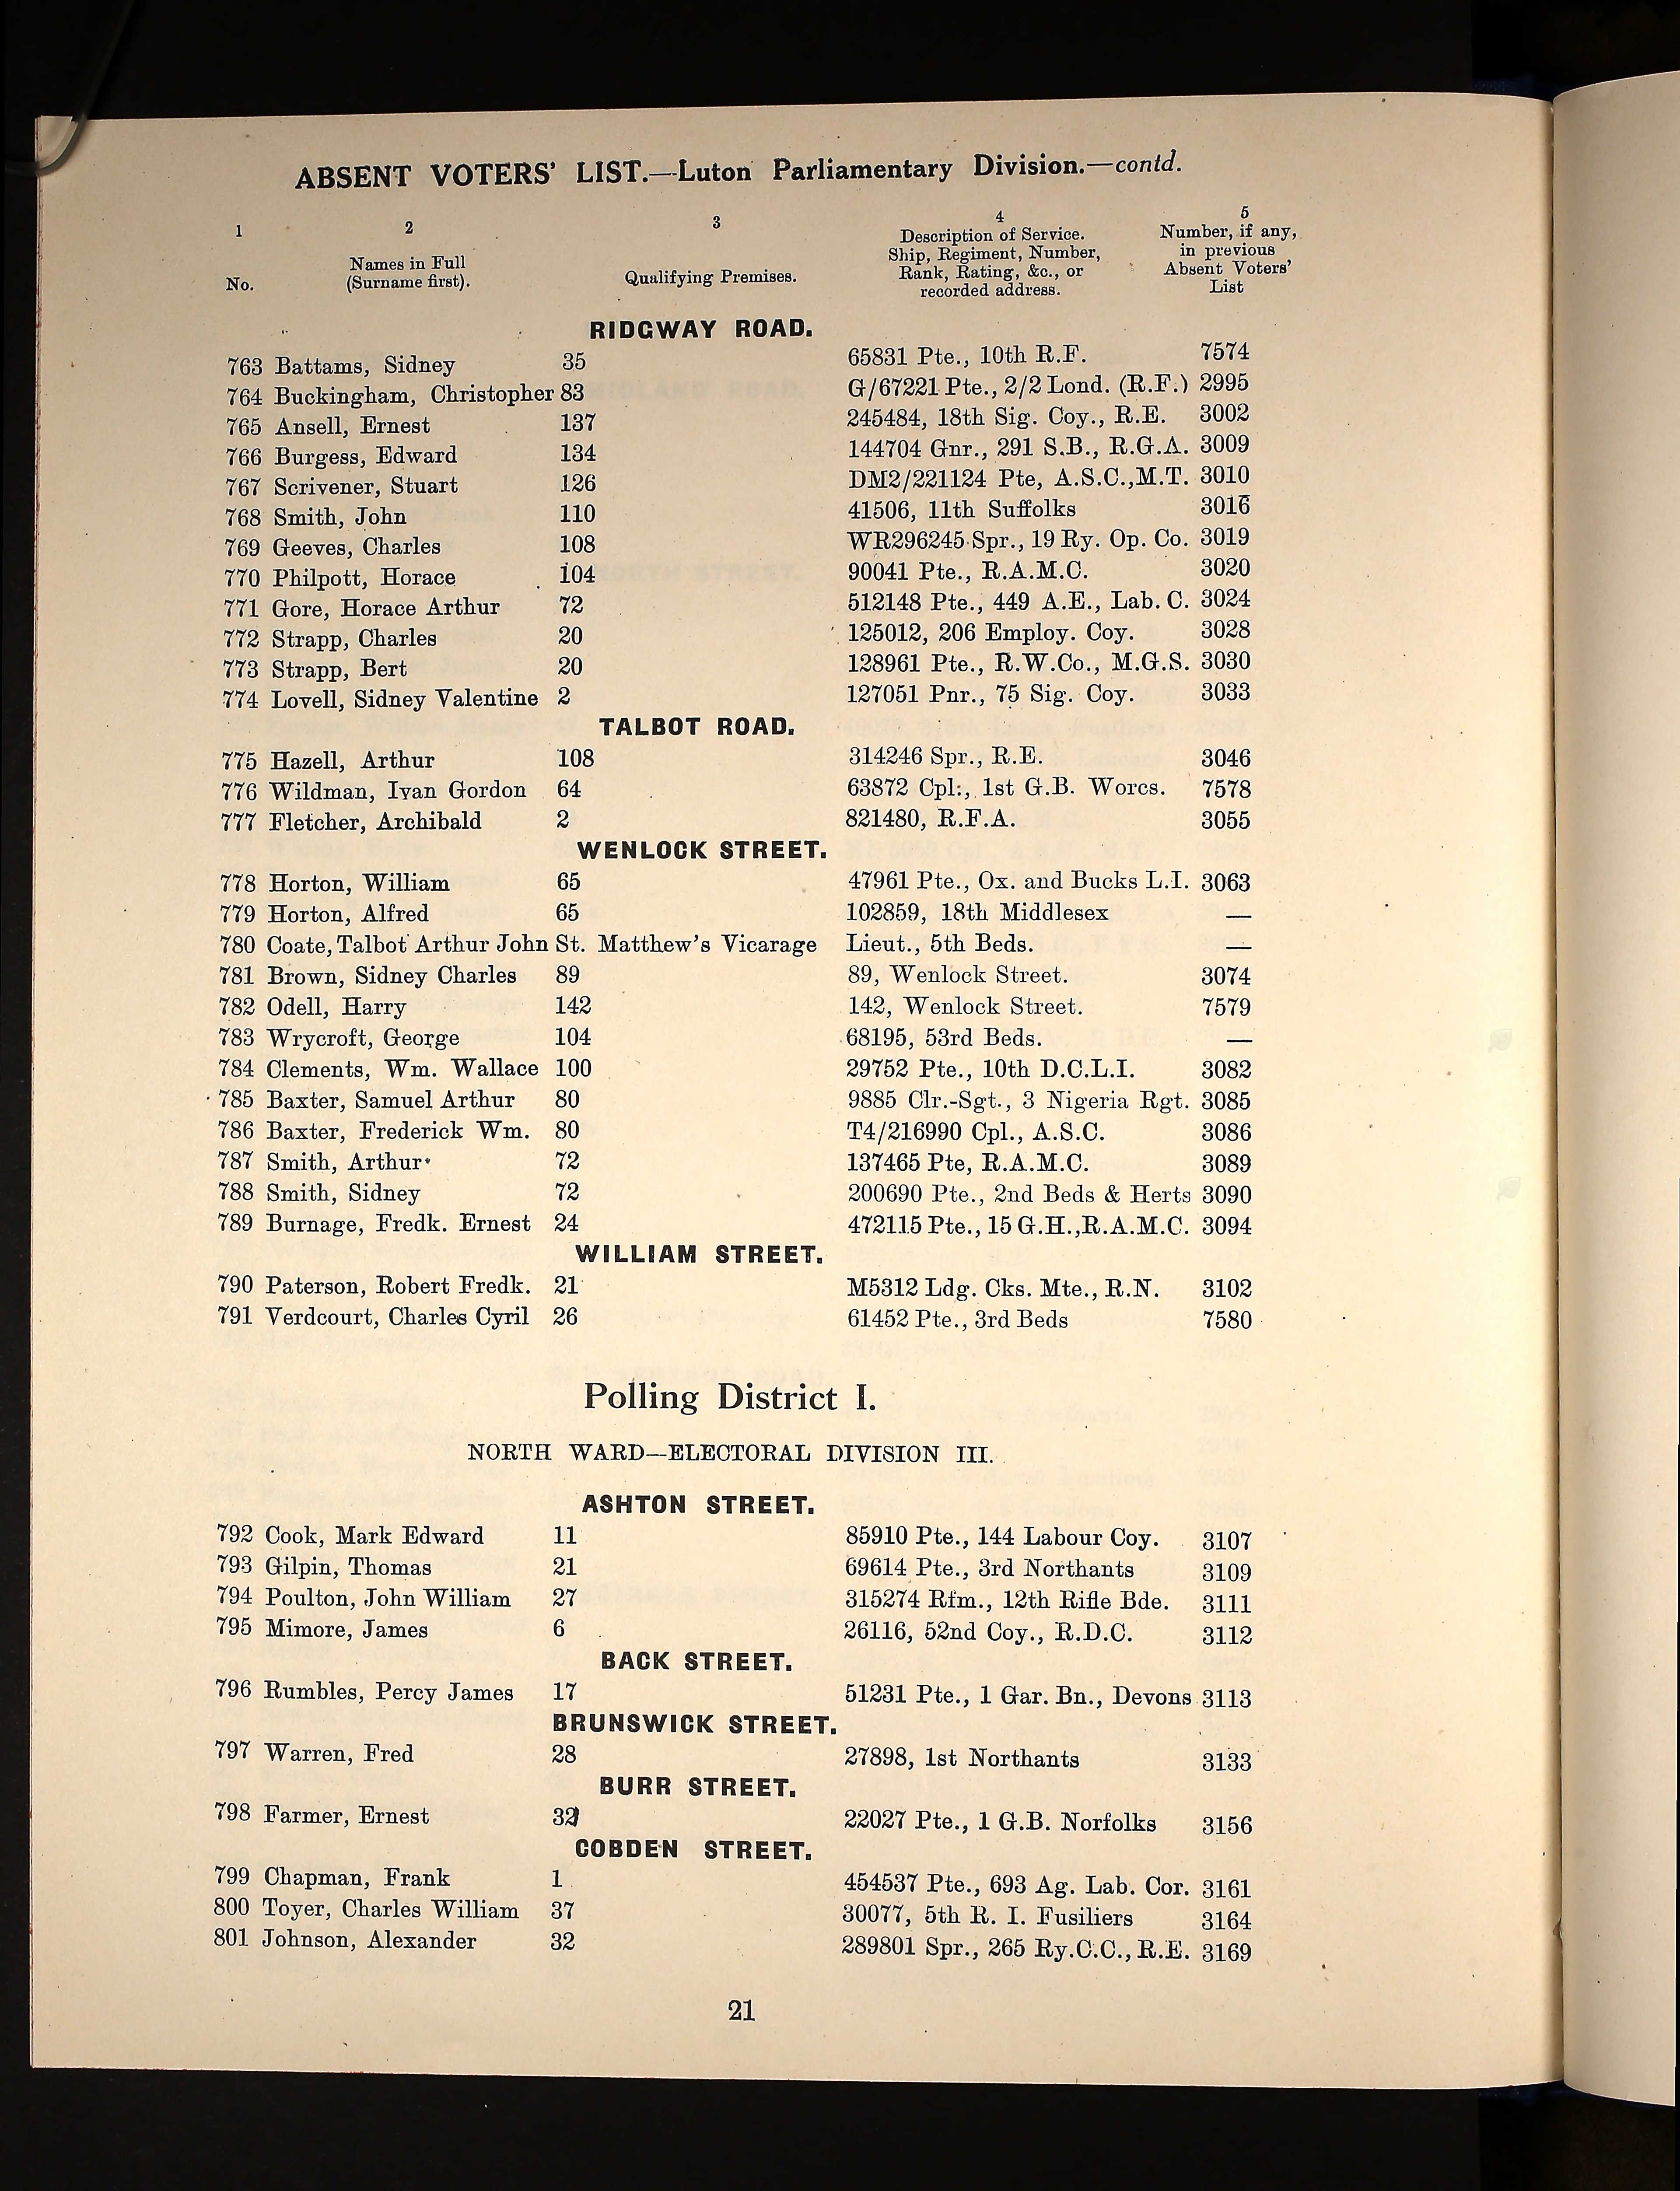 ABSENT VOTERS' LIST.—Luton Parliamentary Division.—contd.
1 2 3 4 5
No. Names in Full (Surname first). Qualifying Premises. Description of Service. Ship, Regiment, Number, Rank, Rating, &c., or recorded address. Number, if any, in previous Absent Voters' List
RIDGWAY ROAD.
763 Battams, Sidney 35 65831 Pte., 10th R.F. 7574
764 Buckingham, Christopher 83 G/67221 Pte., 2/2 Lond. (R.F.) 2995
765 Ansell, Ernest 137 245484, 18th Sig. Coy., R.E. 3002
766 Burgess, Edward 134 144704 Gnr., 291 S.B., R.G.A. 3009
767 Scrivener, Stuart 126 DM2/221124 Pte, A.S.C.,M.T. 3010
768 Smith, John 110 41506, 11th Suffolks 3016
769 Geeves, Charles 108 WR296245 Spr., 19 Ry. Op. Co. 3019
770 Philpott, Horace 104 90041 Pte., R.A.M.C. 3020
771 Gore, Horace Arthur 72 512148 Pte., 449 A.E., Lab. C. 3024
772 Strapp, Charles 20 125012, 206 Employ. Coy. 3028
773 Strapp, Bert 20 128961 Pte., R.W.Co., M.G.S. 3030
774 Lovell, Sidney Valentine 2 127051 Pnr., 75 Sig. Coy. 3033
TALBOT ROAD.
775 Hazell, Arthur 108 314246 Spr., R.E. 3046
776 Wildman, Ivan Gordon 64 63872 Cpl., 1st G.B. Worcs. 7578
777 Fletcher, Archibald 2 821480, R.F.A. 3055
WENLOCK STREET.
778 Horton, William 65 47961 Pte., Ox. and Bucks L.I. 3063
779 Horton, Alfred 65 102859, 18th Middlesex —
780 Coate, Talbot Arthur John St. Matthew's Vicarage Lieut., 5th Beds. —
781 Brown, Sidney Charles 89 89, Wenlock Street. 3074
782 Odell, Harry 142 142, Wenlock Street. 7579
783 Wrycroft, George 104 68195, 53rd Beds. —
784 Clements, Wm. Wallace 100 29752 Pte., 10th D.C.L.I. 3082
785 Baxter, Samuel Arthur 80 9885 Clr.-Sgt., 3 Nigeria Rgt. 3085
786 Baxter, Frederick Wm. 80 T4/216990 Cpl., A.S.C. 3086
787 Smith, Arthur 72 137465 Pte, R.A.M.C. 3089
788 Smith, Sidney 72 200690 Pte., 2nd Beds & Herts 3090
789 Burnage, Fredk. Ernest 24 472115 Pte., 15 G.H.,R.A.M.C. 3094
WILLIAM STREET.
790 Paterson, Robert Fredk. 21 M5312 Ldg. Cks. Mte., R.N. 3102
791 Verdcourt, Charles Cyril 26 61452 Pte., 3rd Beds 7580
Polling District I.
NORTH WARD—ELECTORAL DIVISION III.
ASHTON STREET.
792 Cook, Mark Edward 11 85910 Pte., 144 Labour Coy. 3107
793 Gilpin, Thomas 21 69614 Pte., 3rd Northants 3109
794 Poulton, John William 27 315274 Rfm., 12th Rifle Bde. 3111
795 Mimore, James 6 26116, 52nd Coy., R.D.C. 3112
BACK STREET.
796 Rumbles, Percy James 17 51231 Pte., 1 Gar. Bn., Devons 3113
BRUNSWICK STREET.
797 Warren, Fred 28 27898, 1st Northants 3133
BURR STREET.
798 Farmer, Ernest 32 22027 Pte., 1 G.B. Norfolks 3156
COBDEN STREET.
799 Chapman, Frank 1 454537 Pte., 693 Ag. Lab. Cor. 3161
800 Toyer, Charles William 37 30077, 5th R. I. Fusiliers 3164
801 Johnson, Alexander 32 289801 Spr., 265 Ry.C.C., R.E. 3169
21